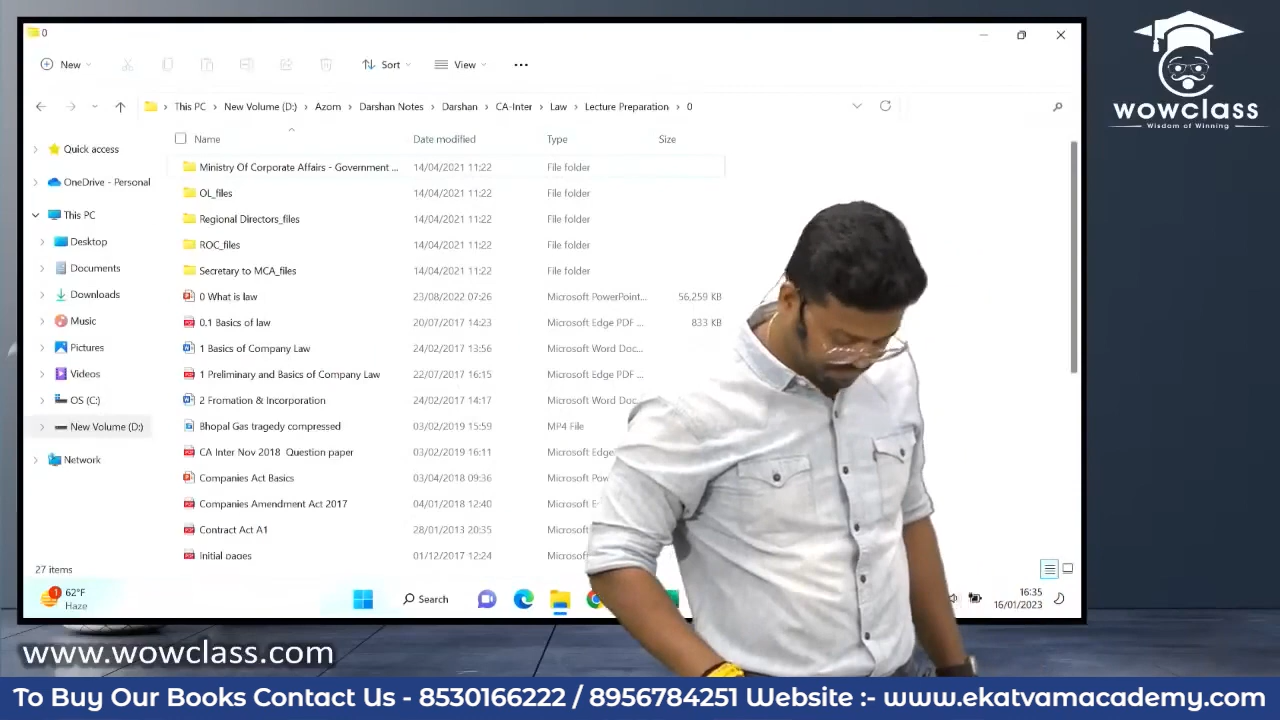 0
New
Sort
View
This PC > New Volume (D:) > Azom > Darshan Notes > Darshan > CA-Inter > Law > Lecture Preparation > 0
Name Date modified Type Size
Quick access
OneDrive - Personal
This PC
Desktop
Documents
Downloads
Music
Pictures
Videos
OS (C:)
New Volume (D:)
Network
Ministry Of Corporate Affairs - Government ... 14/04/2021 11:22 File folder
OL_files 14/04/2021 11:22 File folder
Regional Directors_files 14/04/2021 11:22 File folder
ROC_files 14/04/2021 11:22 File folder
Secretary to MCA_files 14/04/2021 11:22 File folder
0 What is law 23/08/2022 07:26 Microsoft PowerPoint... 56,259 KB
0.1 Basics of law 20/07/2017 14:23 Microsoft Edge PDF ... 833 KB
1 Basics of Company Law 24/02/2017 13:56 Microsoft Word Doc...
1 Preliminary and Basics of Company Law 22/07/2017 16:15 Microsoft Edge PDF ...
2 Fromation & Incorporation 24/02/2017 14:17 Microsoft Word Doc...
Bhopal Gas tragedy compressed 03/02/2019 15:59 MP4 File
CA Inter Nov 2018 Question paper 03/02/2019 16:11 Microsoft Edge
Companies Act Basics 03/04/2018 09:36 Microsoft Pow
Companies Amendment Act 2017 04/01/2018 12:40 Microsoft E
Contract Act A1 28/01/2013 20:35 Microsoft
Initial pages 01/12/2017 12:24 Microsoft
27 items
1
62°F
Haze
Search
16:35
16/01/2023
wowclass
Wisdom of Winning
www.wowclass.com
To Buy Our Books Contact Us - 8530166222 / 8956784251 Website :- www.ekatvamacademy.com